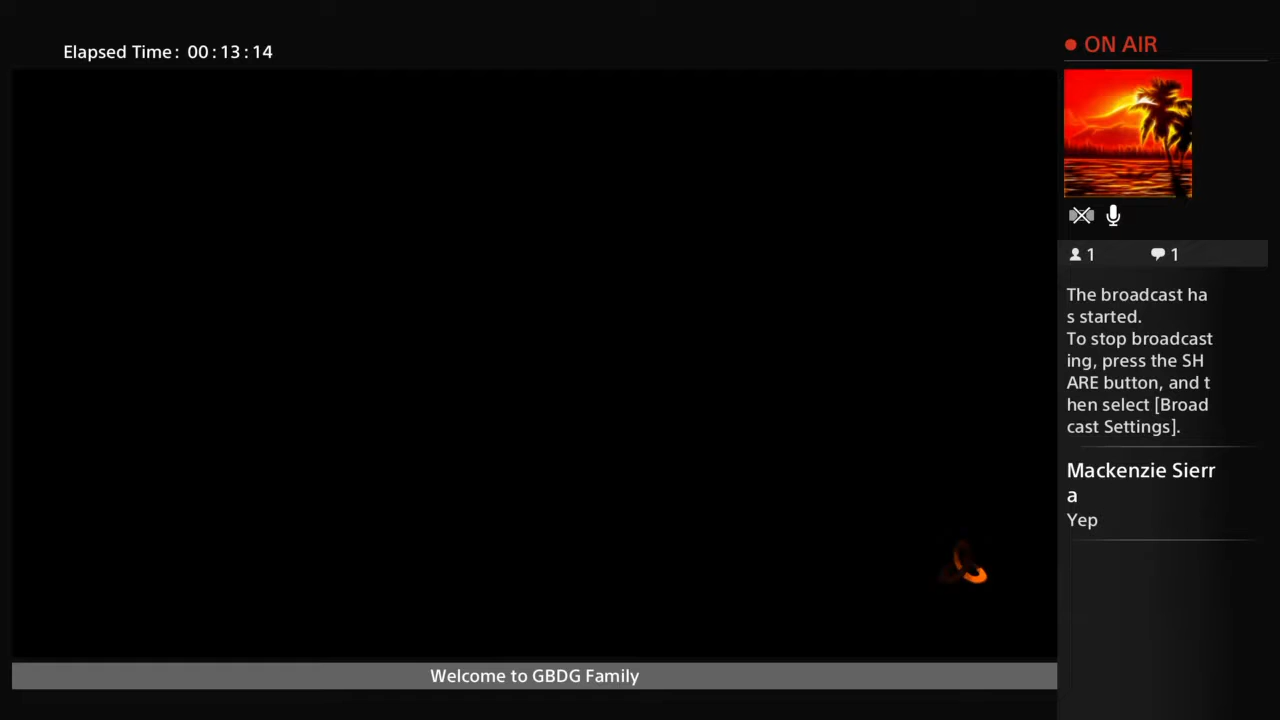 Elapsed Time: 00:13:14
ON AIR
1 1
The broadcast ha
s started.
To stop broadcast
ing, press the SH
ARE button, and t
hen select [Broad
cast Settings].
Mackenzie Sierr
a
Yep
Welcome to GBDG Family